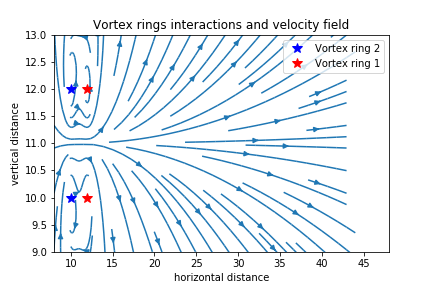 Vortex rings interactions and velocity field
Vortex ring 2
Vortex ring 1
vertical distance
13.0
12.5
12.0
11.5
11.0
10.5
10.0
9.5
9.0
10 15 20 25 30 35 40 45
horizontal distance